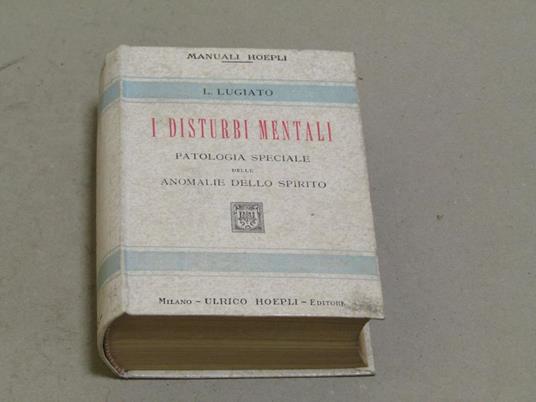 MANUALI HOEPLI
L. LUGIATO
I DISTURBI MENTALI
PATOLOGIA SPECIALE
DELLE
ANOMALIE DELLO SPIRITO
MILANO – ULRICO HOEPLI – EDITORE